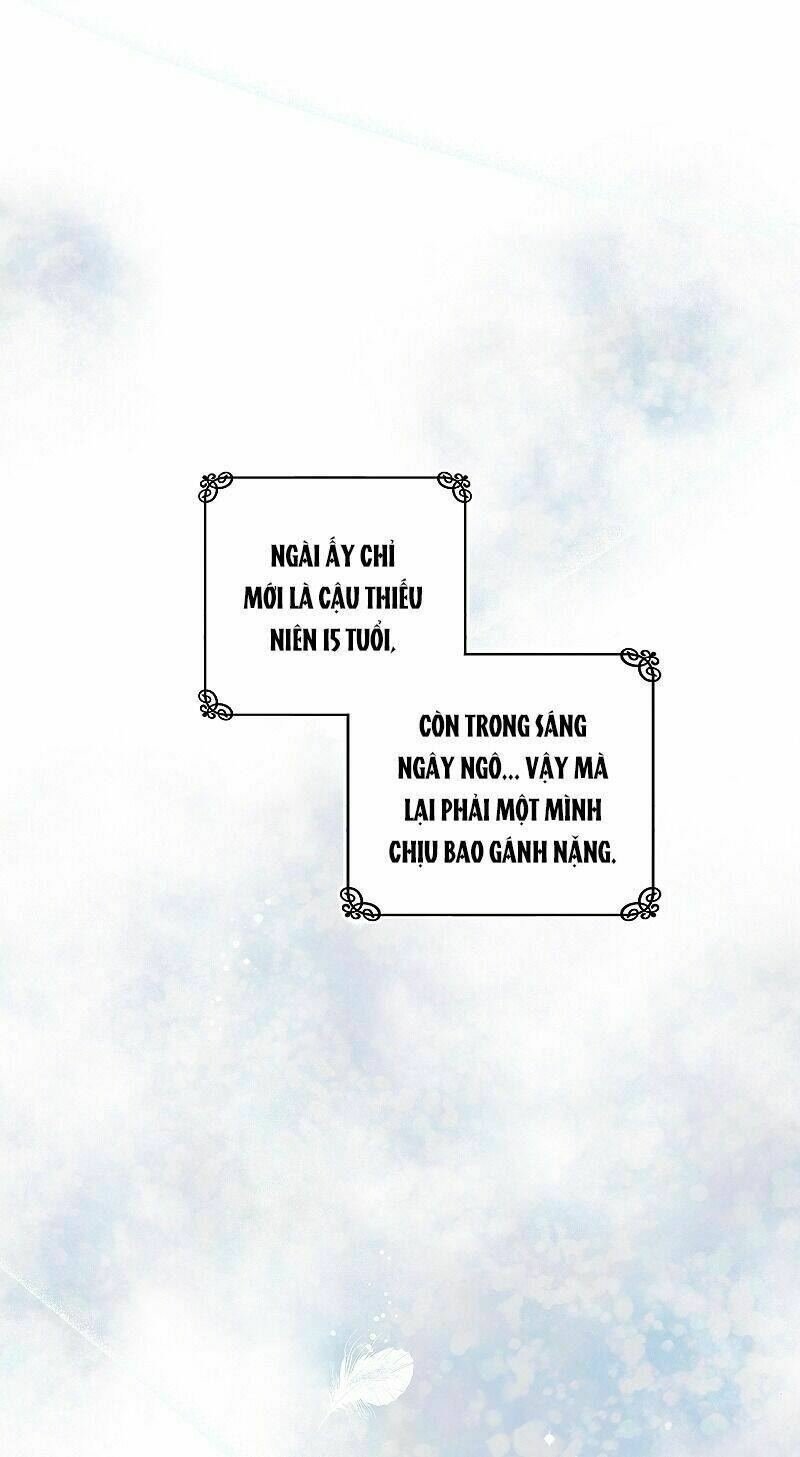 NGÀI ẤY CHỈ
MỚI LÀ CẬU THIẾU
NIÊN 15 TUỔI,
CÒN TRONG SÁNG
NGÂY NGÔ... VẬY MÀ
LẠI PHẢI MỘT MÌNH
CHỊU BAO GÁNH NẶNG.